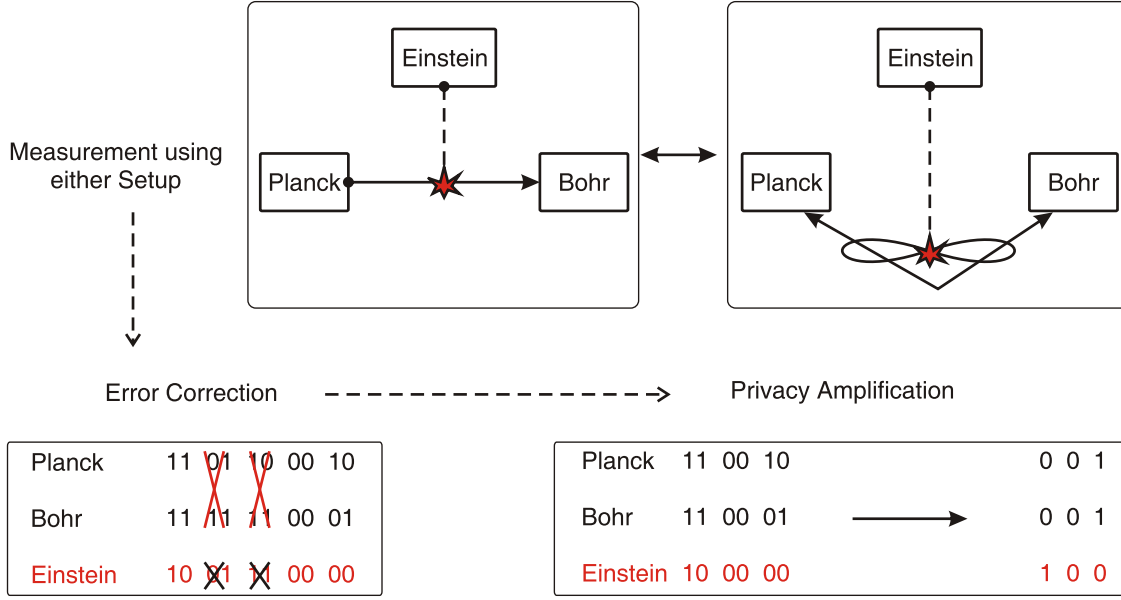 Einstein
Einstein
Measurement using
either Setup
Planck
Bohr
Planck
Bohr
Error Correction
Privacy Amplification
Planck 11 01 10 00 10
Bohr 11 11 11 00 01
Einstein 10 01 11 00 00
Planck 11 00 10 0 0 1
Bohr 11 00 01 0 0 1
Einstein 10 00 00 1 0 0